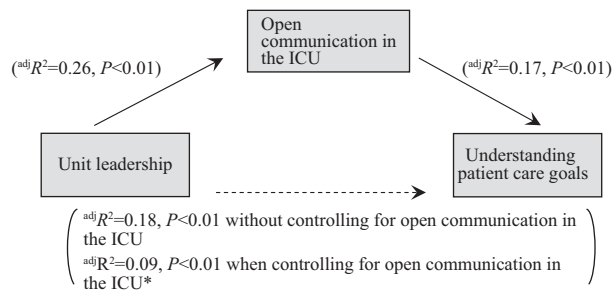 Open
communication in
the ICU
(adjR²=0.26, P<0.01)
(adjR²=0.17, P<0.01)
Unit leadership
Understanding
patient care goals
adjR²=0.18, P<0.01 without controlling for open communication in
the ICU
adjR²=0.09, P<0.01 when controlling for open communication in
the ICU*